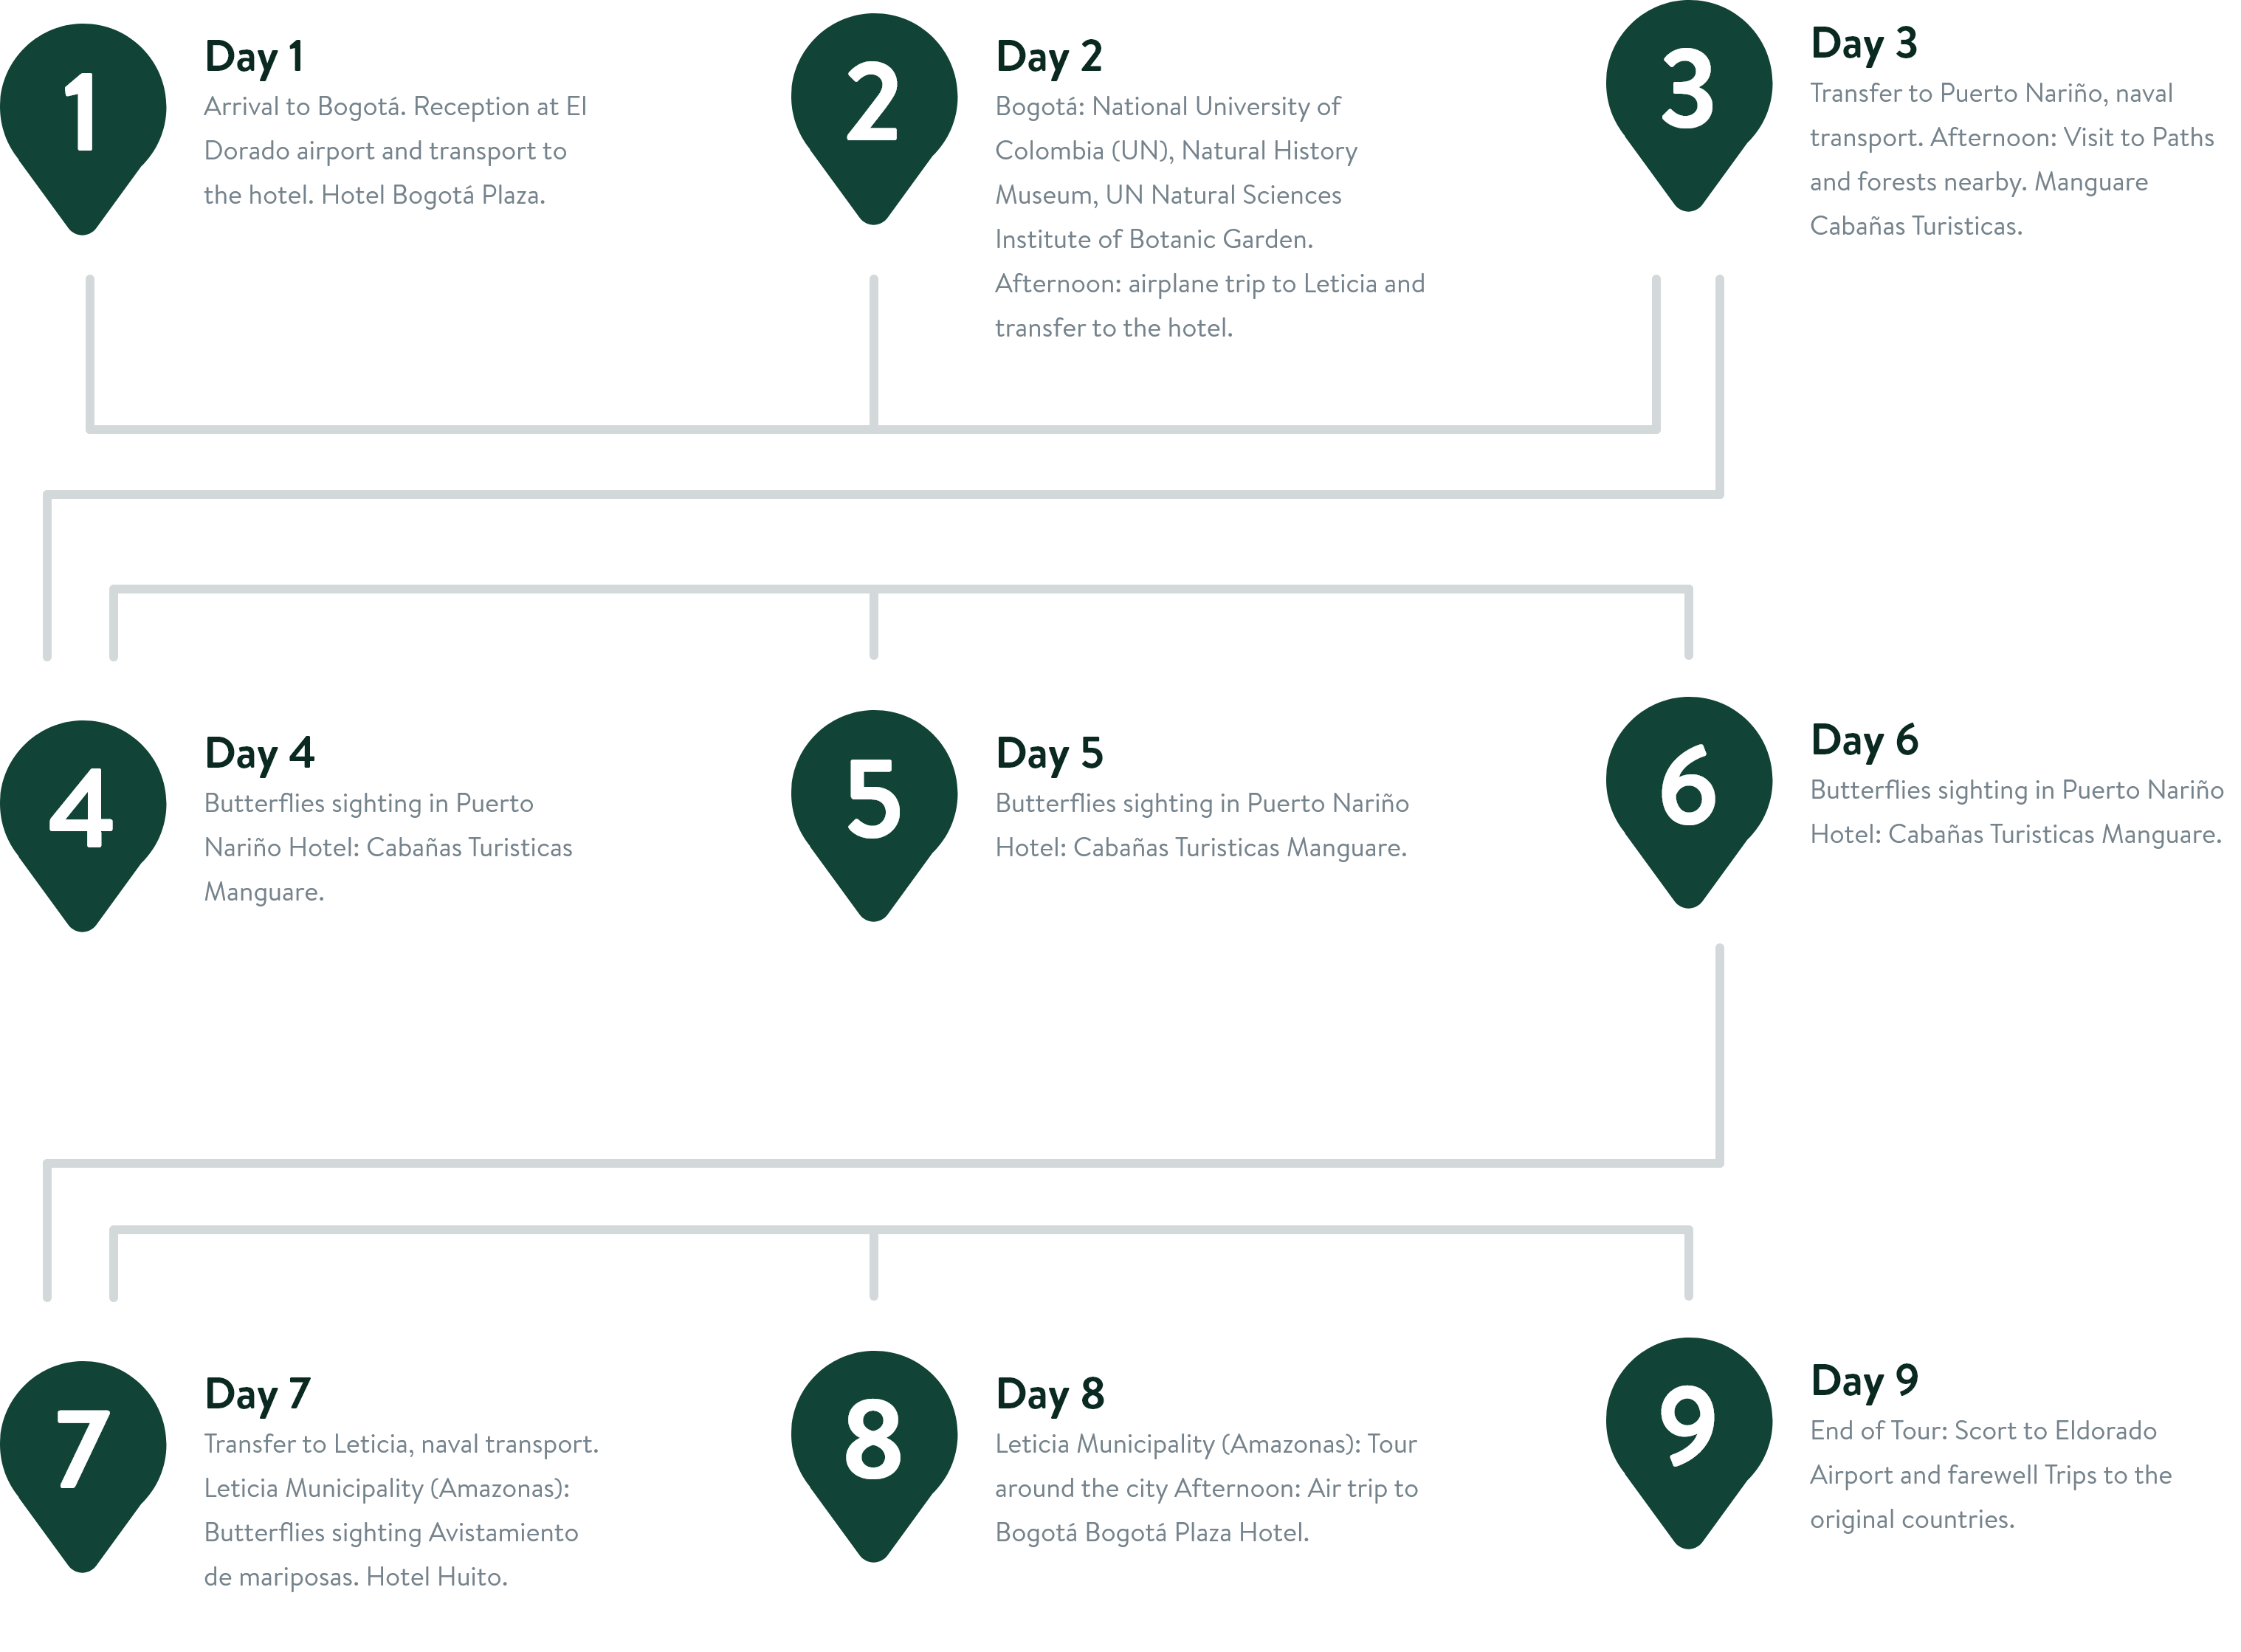 1
Day 1
Arrival to Bogotá. Reception at El
Dorado airport and transport to
the hotel. Hotel Bogotá Plaza.
2
Day 2
Bogotá: National University of
Colombia (UN), Natural History
Museum, UN Natural Sciences
Institute of Botanic Garden.
Afternoon: airplane trip to Leticia and
transfer to the hotel.
3
Day 3
Transfer to Puerto Nariño, naval
transport. Afternoon: Visit to Paths
and forests nearby. Manguare
Cabañas Turisticas.
4
Day 4
Butterflies sighting in Puerto
Nariño Hotel: Cabañas Turisticas
Manguare.
5
Day 5
Butterflies sighting in Puerto Nariño
Hotel: Cabañas Turisticas Manguare.
6
Day 6
Butterflies sighting in Puerto Nariño
Hotel: Cabañas Turisticas Manguare.
7
Day 7
Transfer to Leticia, naval transport.
Leticia Municipality (Amazonas):
Butterflies sighting Avistamiento
de mariposas. Hotel Huito.
8
Day 8
Leticia Municipality (Amazonas): Tour
around the city Afternoon: Air trip to
Bogotá Bogotá Plaza Hotel.
9
Day 9
End of Tour: Scort to Eldorado
Airport and farewell Trips to the
original countries.